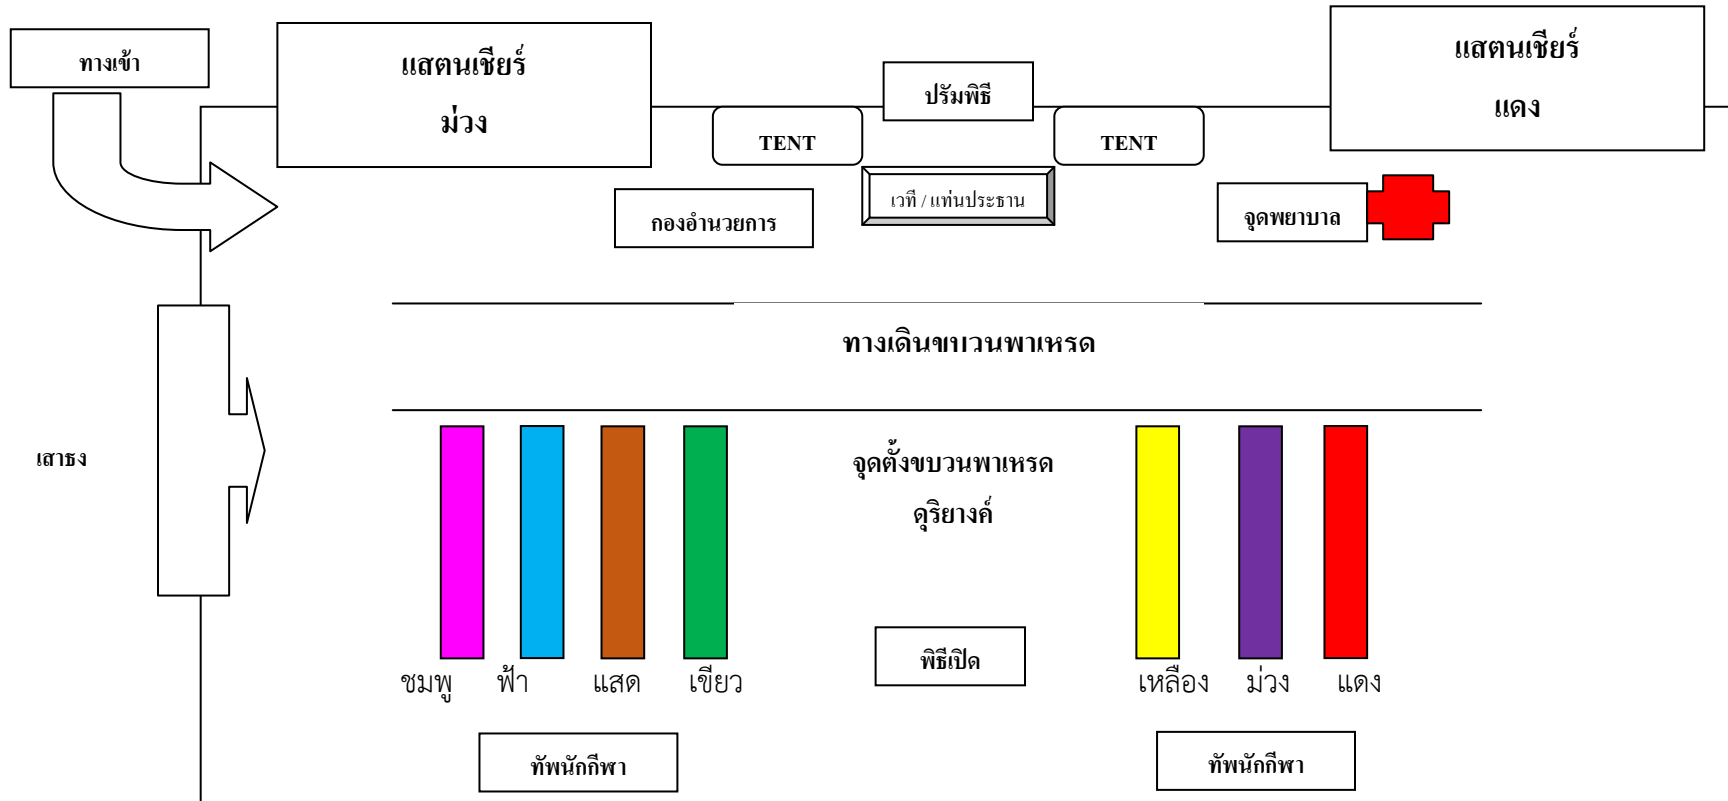 ทางเข้า
แสตนเชียร์
ม่วง
ปรัมพิธี
แสตนเชียร์
แดง
TENT
TENT
กองอำนวยการ
เวที / แท่นประธาน
จุดพยาบาล
ทางเดินขบวนพาเหรด
เสาธง
จุดตั้งขบวนพาเหรด
ดุริยางค์
พิธีเปิด
ชมพู ฟ้า แสด เขียว
เหลือง ม่วง แดง
ทัพนักกีฬา
ทัพนักกีฬา